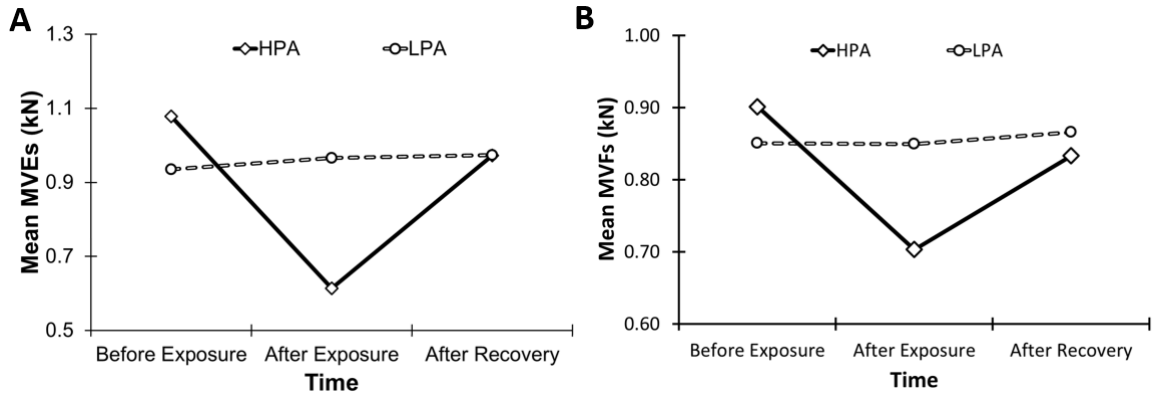 A
Mean MVEs (kN)
1.3
1.1
0.9
0.7
0.5
HPA
LPA
Before Exposure
After Exposure
After Recovery
Time
B
Mean MVFs (kN)
1.00
0.90
0.80
0.70
0.60
HPA
LPA
Before Exposure
After Exposure
After Recovery
Time